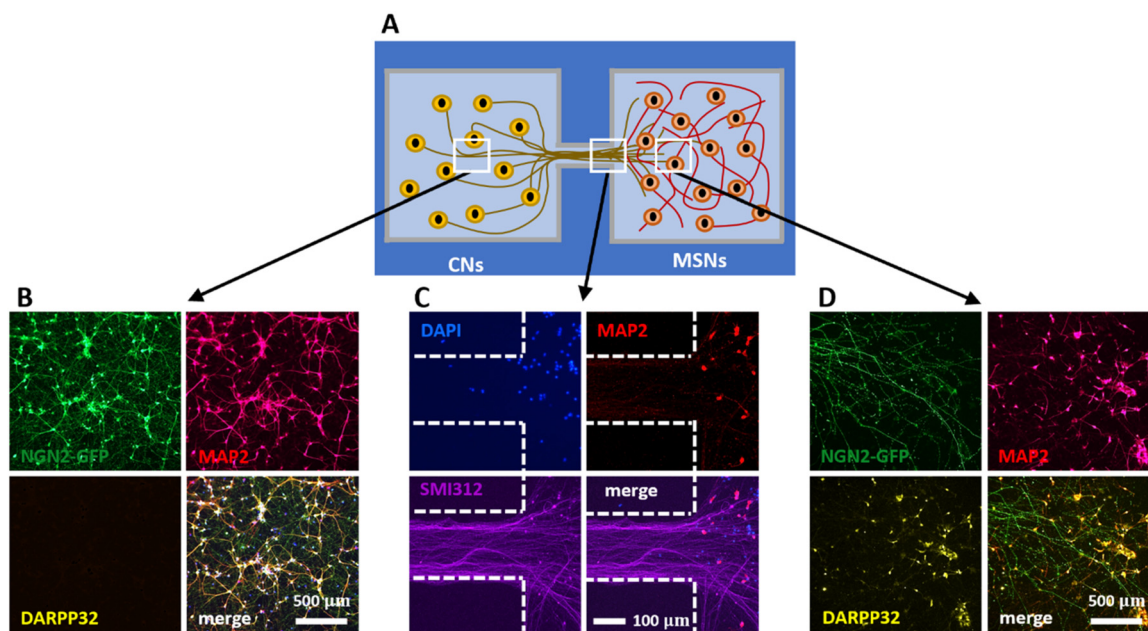 A
CNs
MSNs
B
NGN2-GFP
MAP2
DARPP32
merge
500 μm
C
DAPI
MAP2
SMI312
merge
100 μm
D
NGN2-GFP
MAP2
DARPP32
merge
500 μm